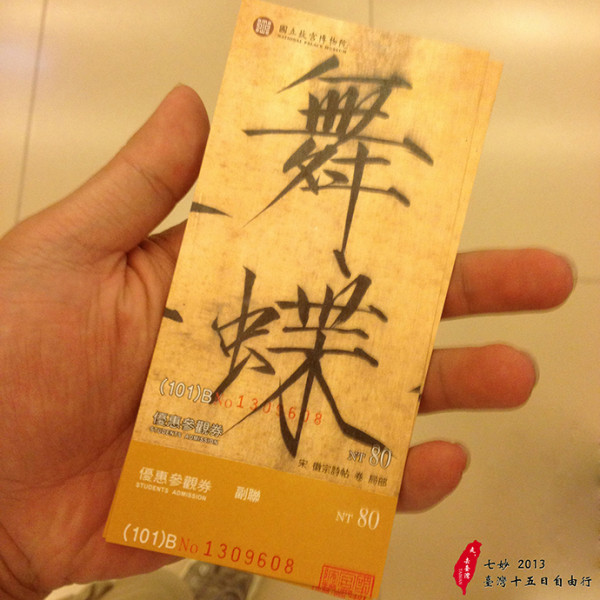 國立故宮博物院
NATIONAL PALACE MUSEUM
舞
蝶
(101)B No 1309608
優惠參觀券
STUDENTS ADMISSION
NT 80
宋 徽宗詩帖 卷 局部
優惠參觀券 副聯
STUDENTS ADMISSION
NT 80
(101)B No 1309608
七妙 2013
臺灣十五日自由行